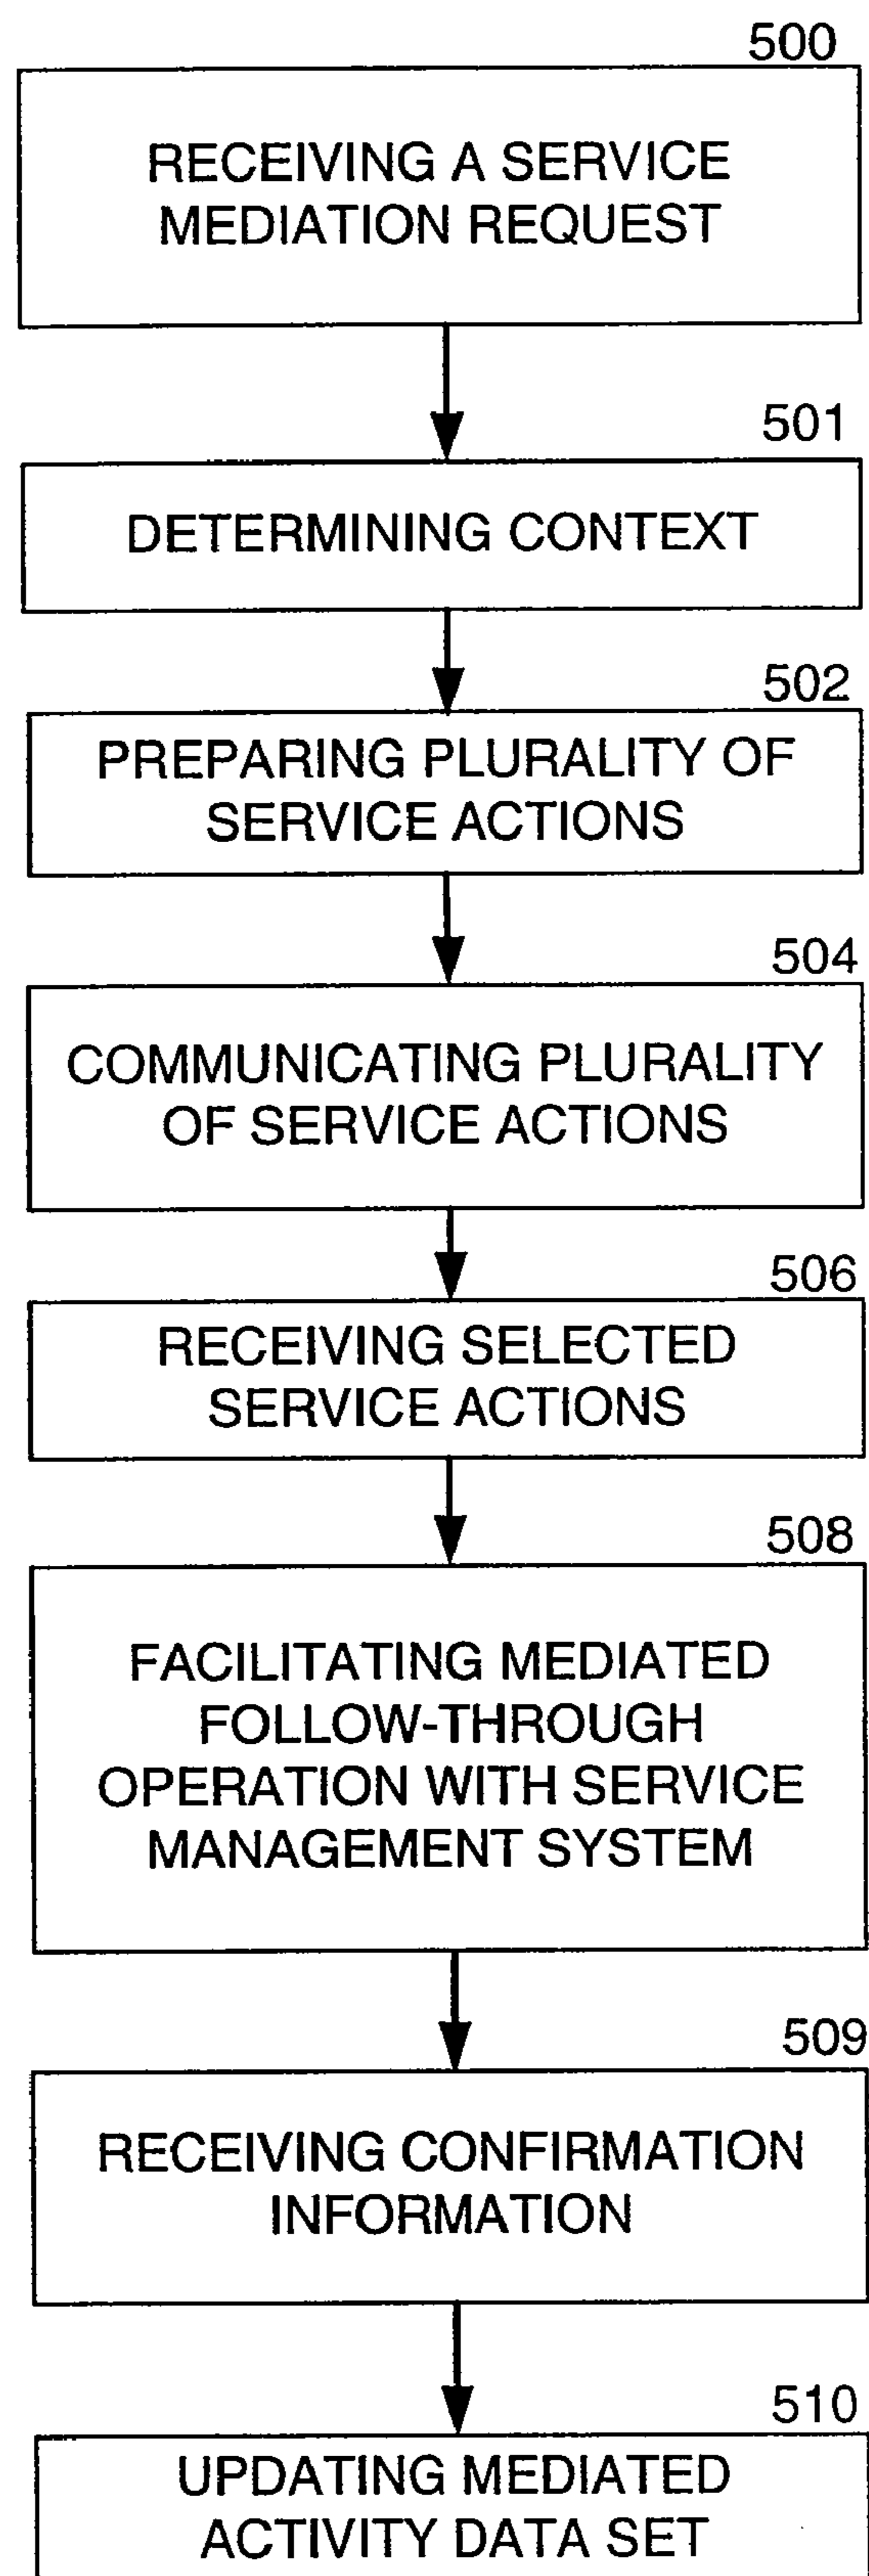 500
RECEIVING A SERVICE
MEDIATION REQUEST
501
DETERMINING CONTEXT
502
PREPARING PLURALITY OF
SERVICE ACTIONS
504
COMMUNICATING PLURALITY
OF SERVICE ACTIONS
506
RECEIVING SELECTED
SERVICE ACTIONS
508
FACILITATING MEDIATED
FOLLOW-THROUGH
OPERATION WITH SERVICE
MANAGEMENT SYSTEM
509
RECEIVING CONFIRMATION
INFORMATION
510
UPDATING MEDIATED
ACTIVITY DATA SET